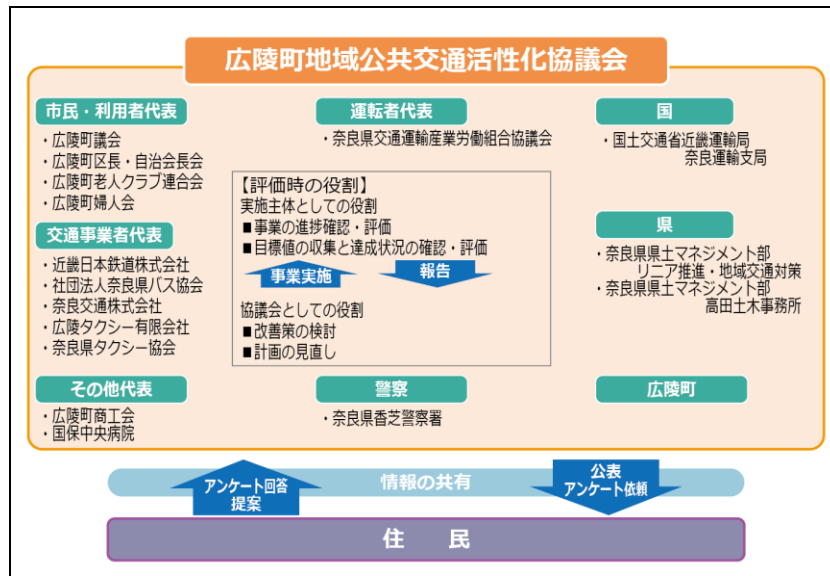 広陵町地域公共交通活性化協議会
市民・利用者代表
・広陵町議会
・広陵町区長・自治会長会
・広陵町老人クラブ連合会
・広陵町婦人会
交通事業者代表
・近畿日本鉄道株式会社
・社団法人奈良県バス協会
・奈良交通株式会社
・広陵タクシー有限会社
・奈良県タクシー協会
その他代表
・広陵町商工会
・国保中央病院
運転者代表
・奈良県交通運輸産業労働組合協議会
【評価時の役割】
実施主体としての役割
■事業の進捗確認・評価
■目標値の収集と達成状況の確認・評価
事業実施
報告
協議会としての役割
■改善策の検討
■計画の見直し
警察
・奈良県香芝警察署
国
・国土交通省近畿運輸局
奈良運輸支局
県
・奈良県県土マネジメント部
リニア推進・地域交通対策
・奈良県県土マネジメント部
高田土木事務所
広陵町
アンケート回答
提案
情報の共有
公表
アンケート依頼
住　民